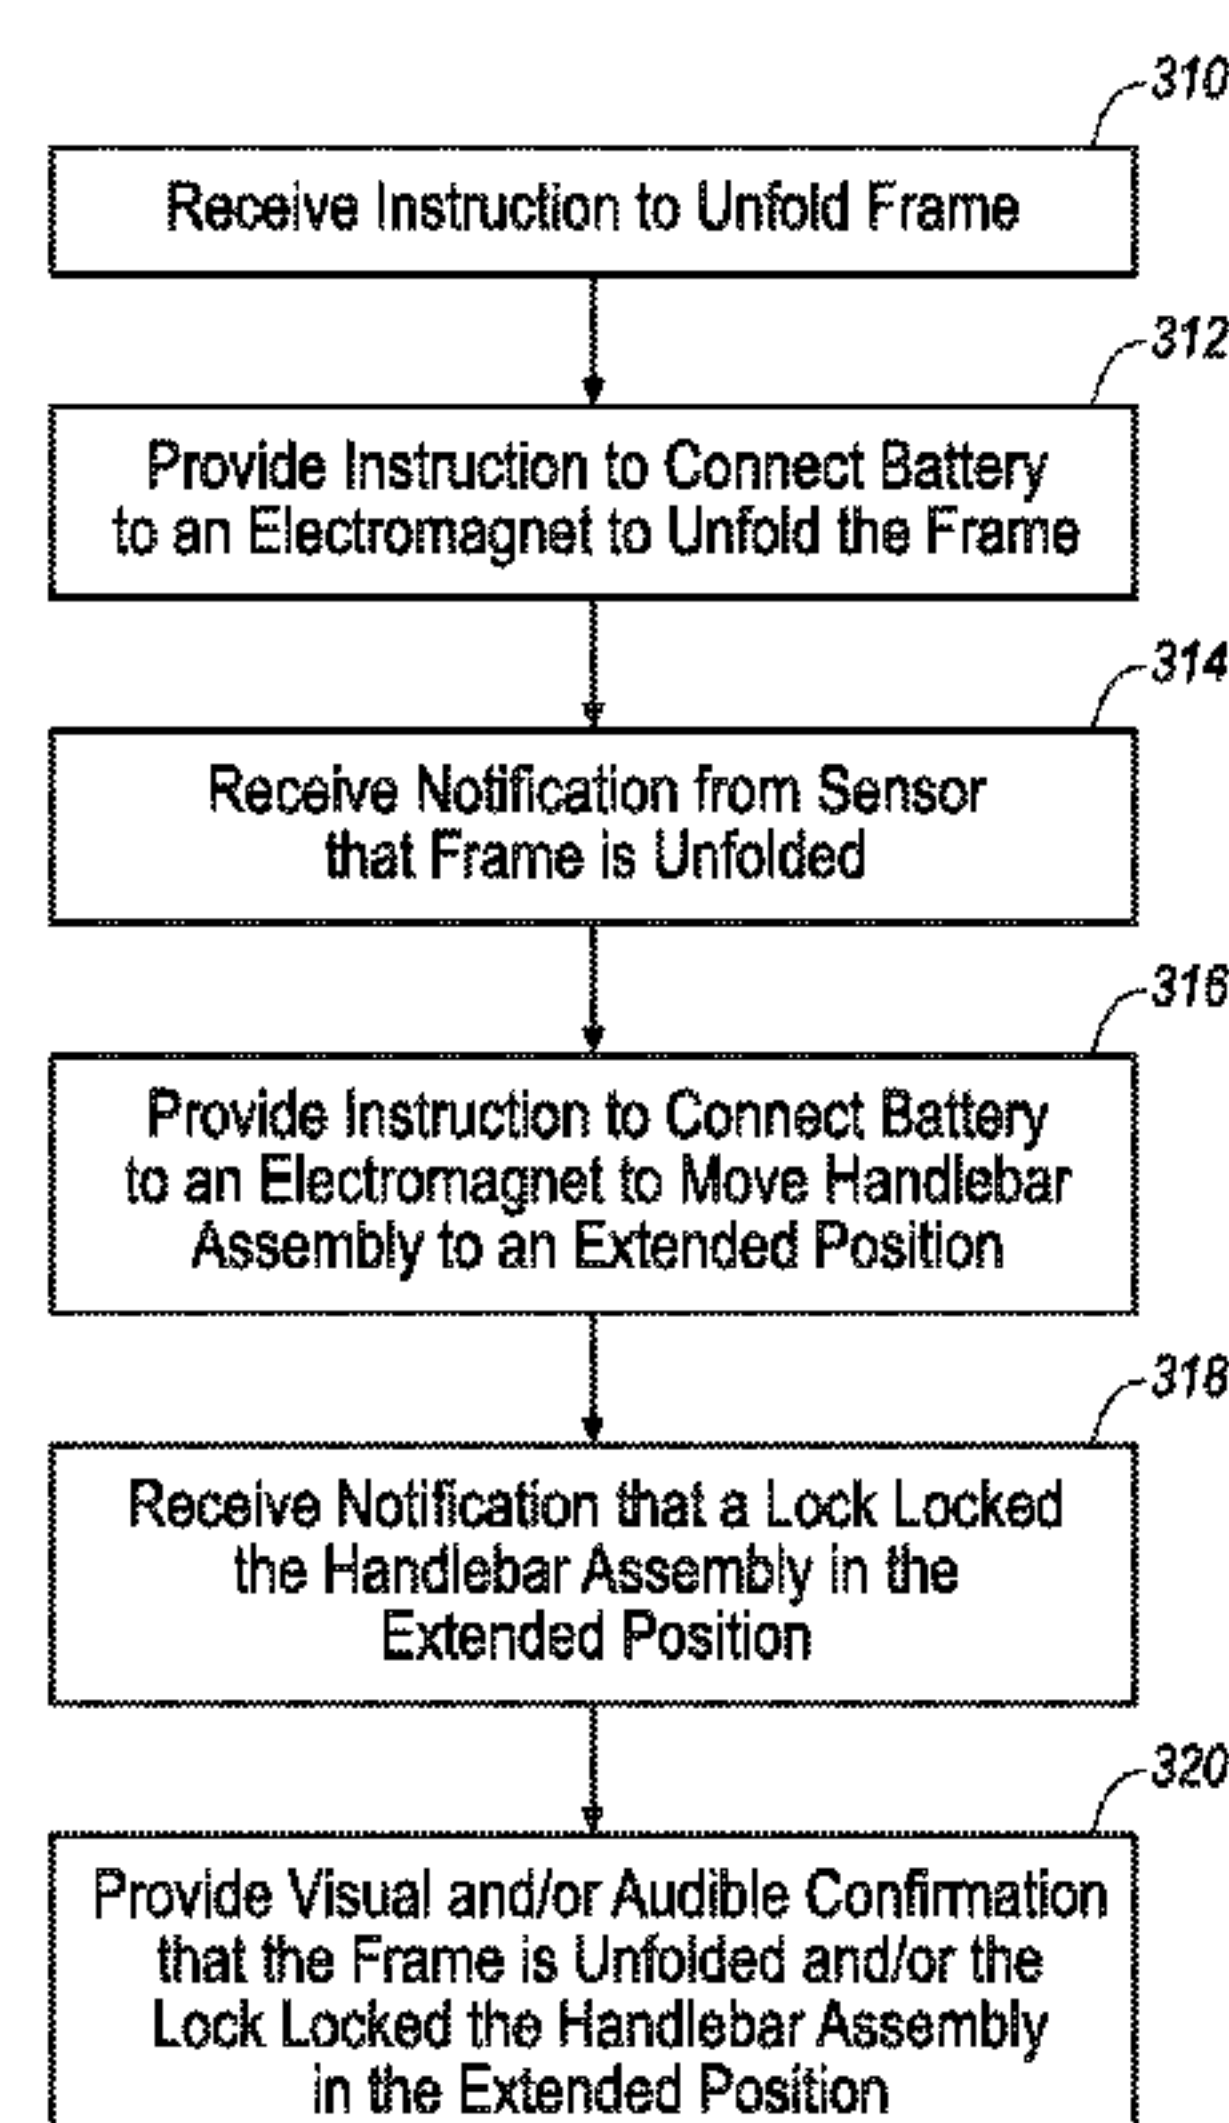 310
Receive Instruction to Unfold Frame
312
Provide Instruction to Connect Battery
to an Electromagnet to Unfold the Frame
314
Receive Notification from Sensor
that Frame is Unfolded
316
Provide Instruction to Connect Battery
to an Electromagnet to Move Handlebar
Assembly to an Extended Position
318
Receive Notification that a Lock Locked
the Handlebar Assembly in the
Extended Position
320
Provide Visual and/or Audible Confirmation
that the Frame is Unfolded and/or the
Lock Locked the Handlebar Assembly
in the Extended Position